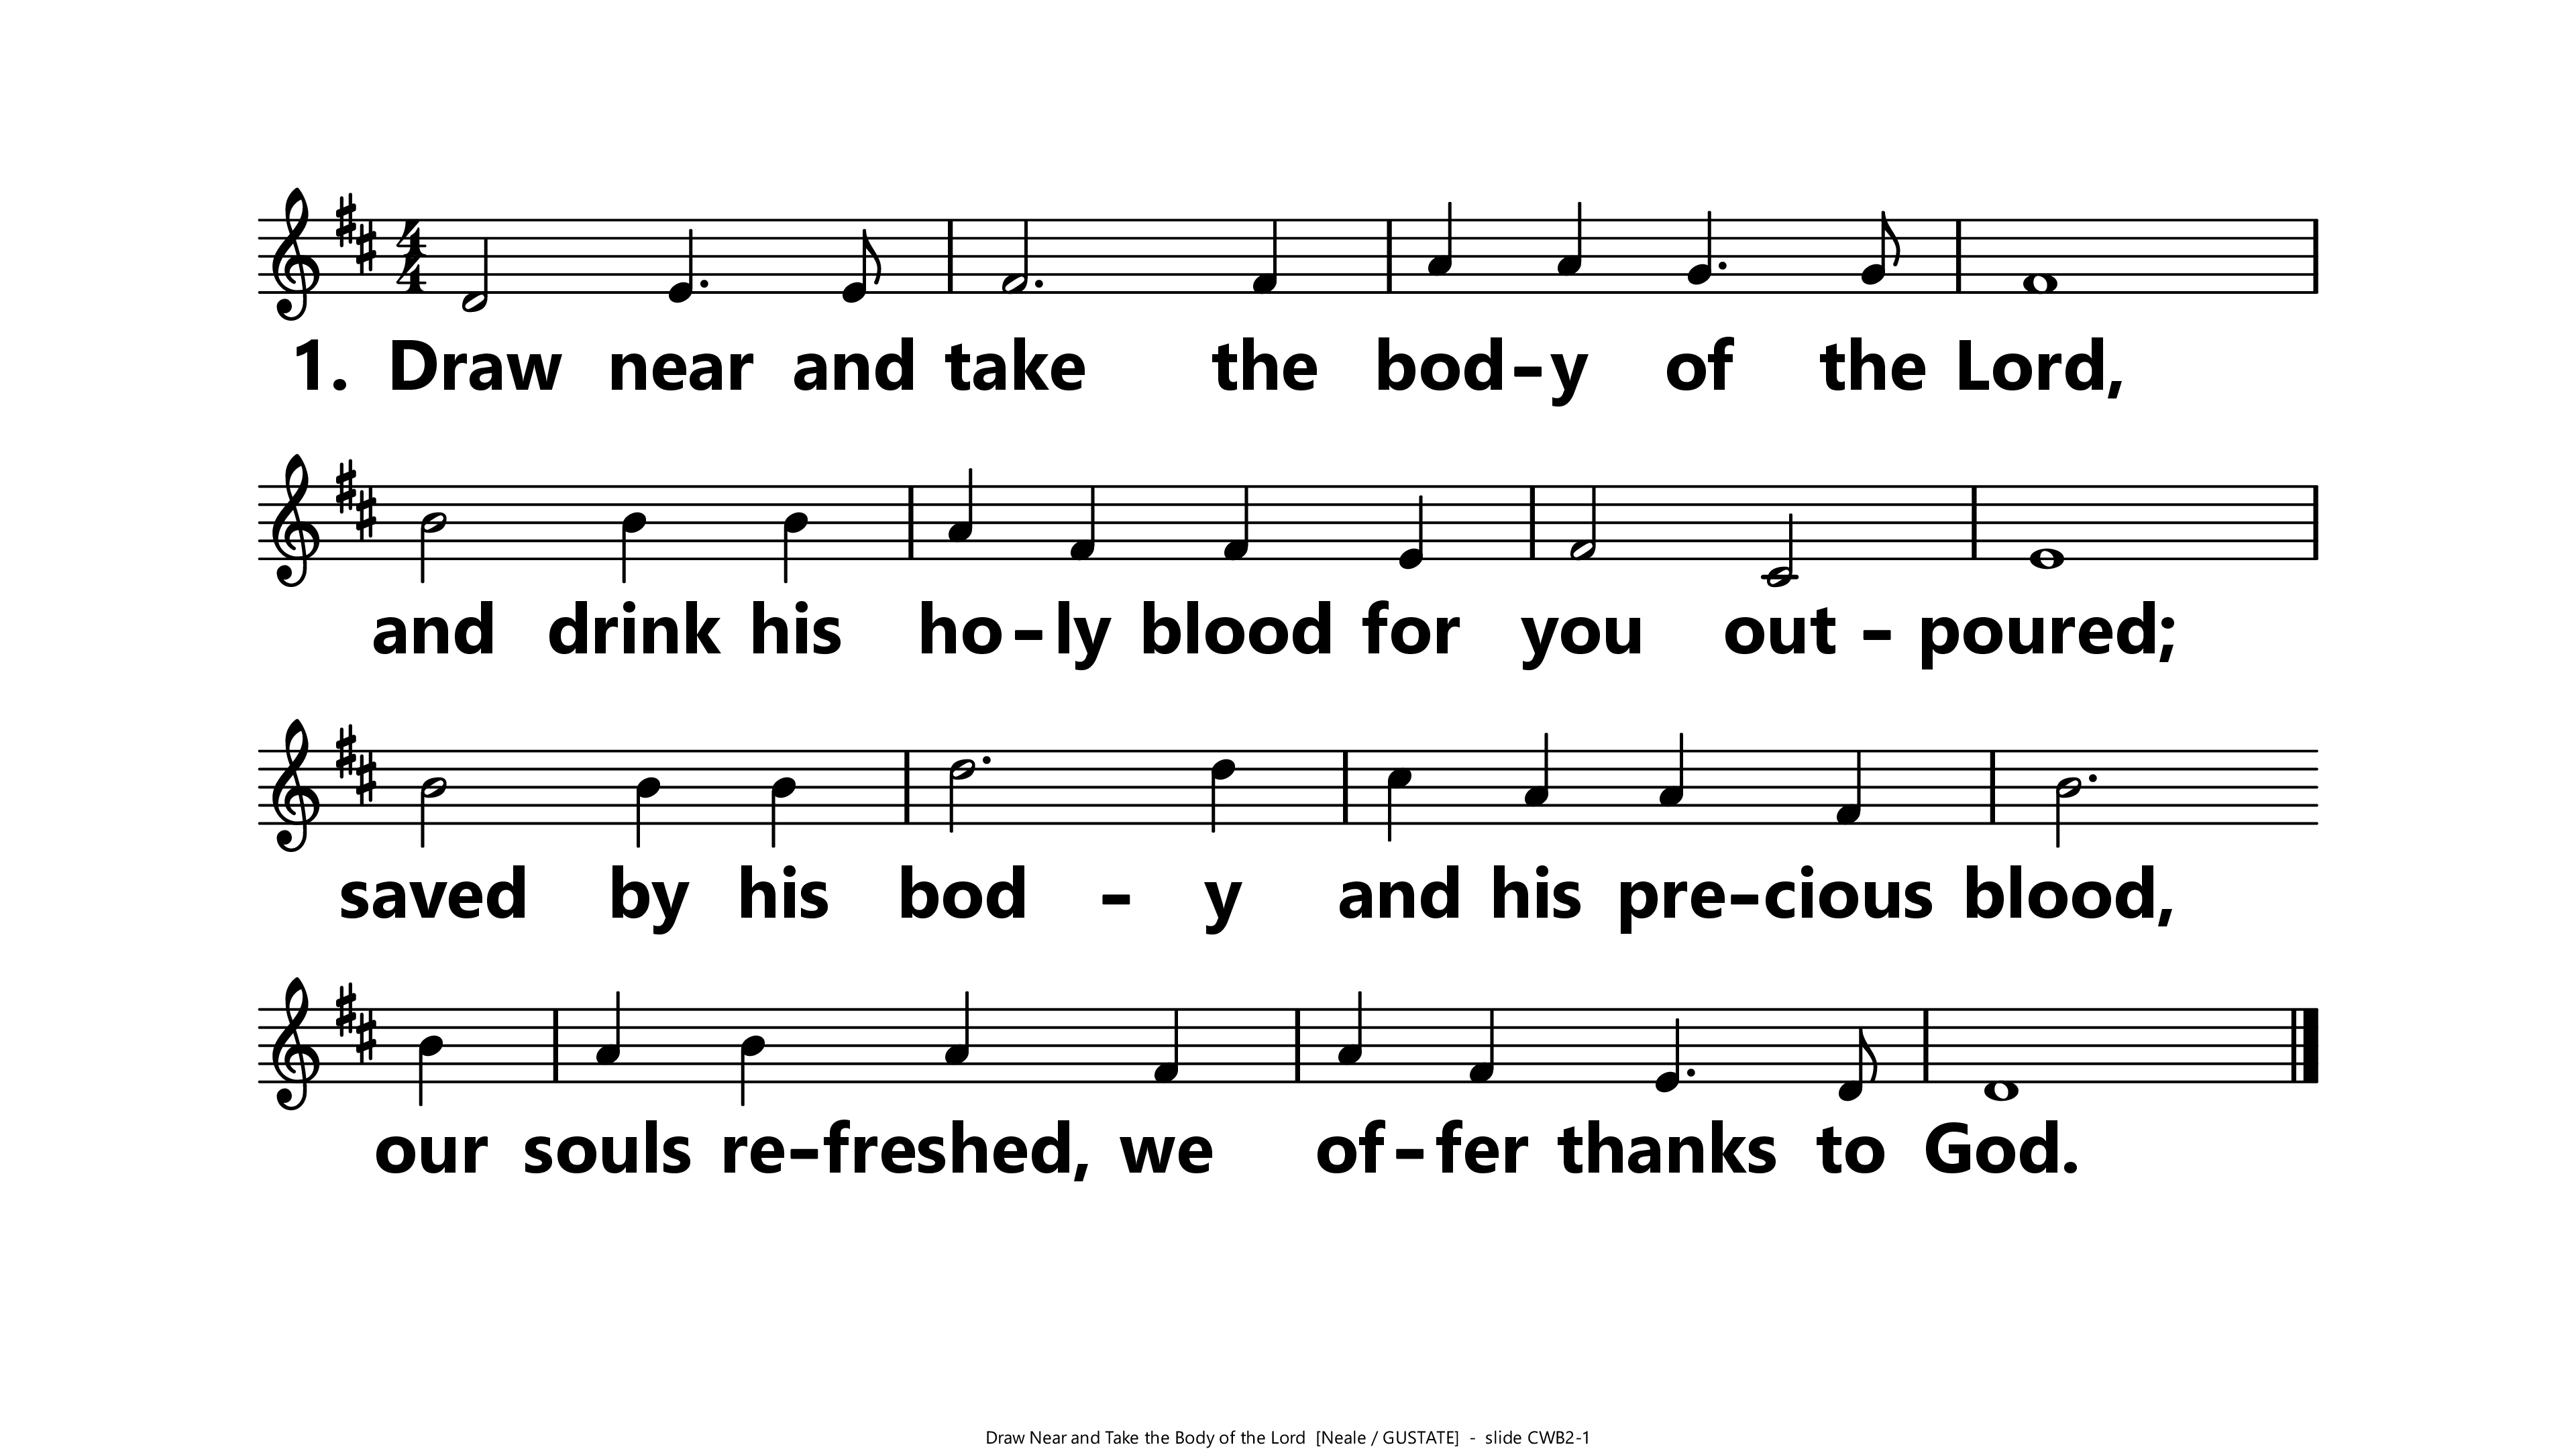 1. Draw near and take the bod-y of the Lord,
and drink his ho-ly blood for you out-poured;
saved by his bod-y and his pre-cious blood,
our souls re-freshed, we of-fer thanks to God.
Draw Near and Take the Body of the Lord [Neale / GUSTATE] - slide CWB2-1